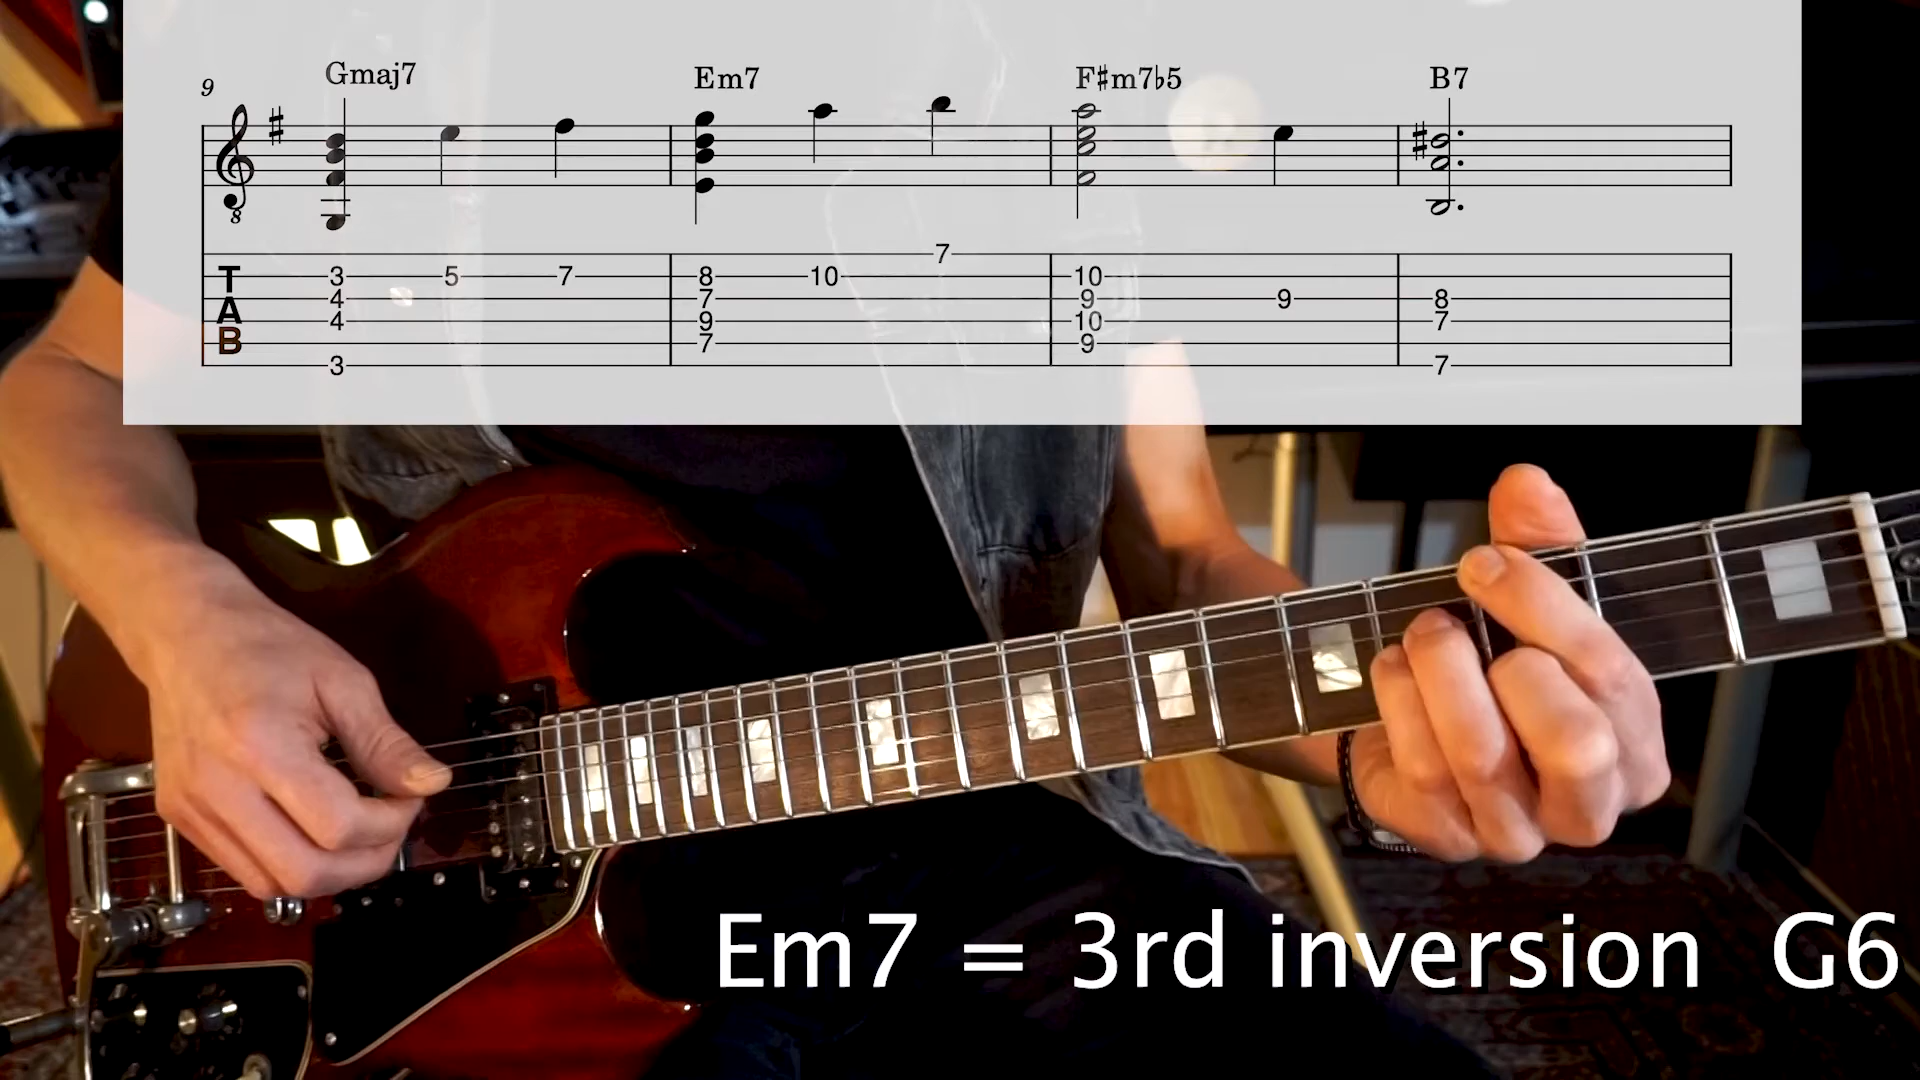 9 Gmaj7 Em7 F♯m7♭5 B7
8
7
T 3 5 7 8 10 10
4 7 9 9 8
A 4 9 10 7
B 7 9
3 7
Em7 = 3rd inversion G6